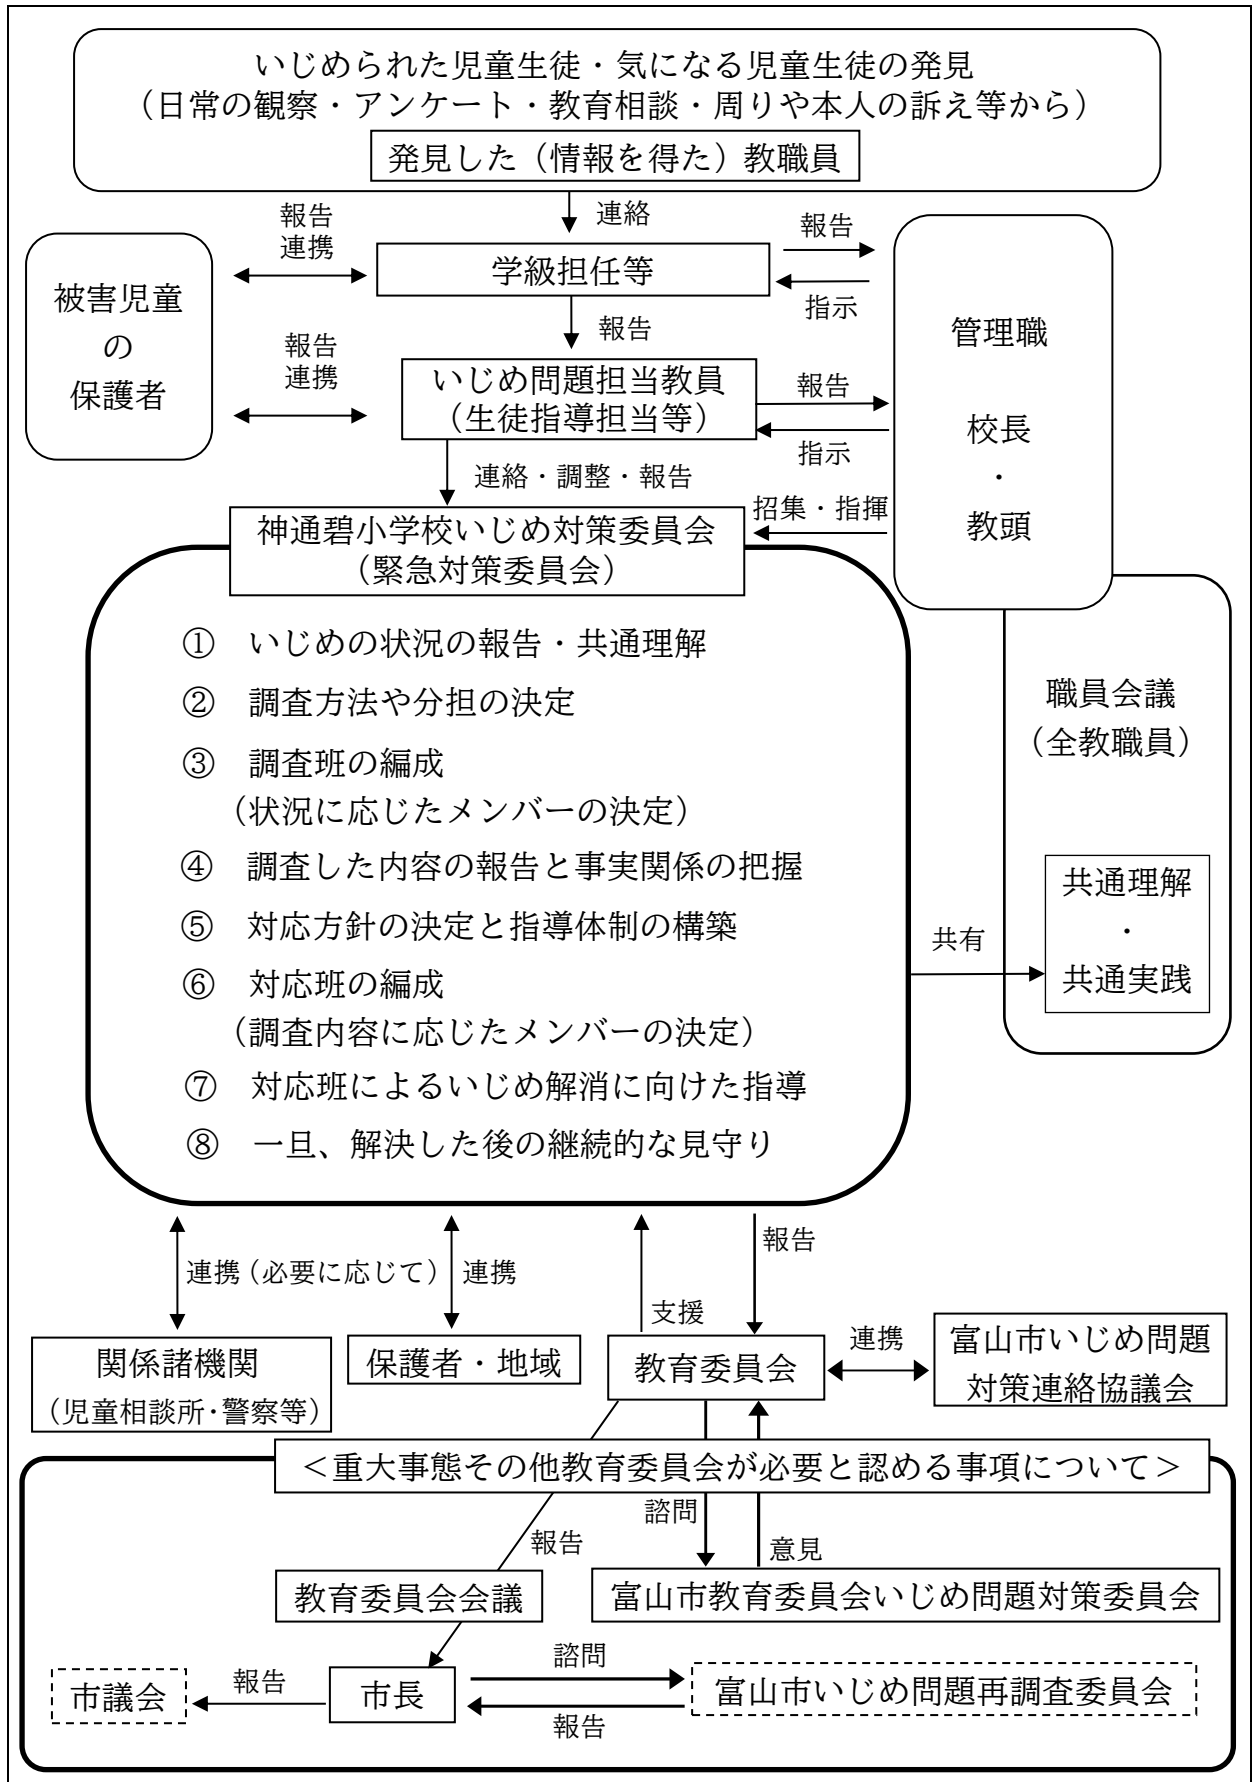 いじめられた児童生徒・気になる児童生徒の発見
（日常の観察・アンケート・教育相談・周りや本人の訴え等から）
発見した（情報を得た）教職員
連絡
報告
連携
学級担任等
報告
指示
被害児童
の
保護者
報告
報告
連携
いじめ問題担当教員
（生徒指導担当等）
報告
指示
管理職
校長
・
教頭
連絡・調整・報告
招集・指揮
神通碧小学校いじめ対策委員会
（緊急対策委員会）
① いじめの状況の報告・共通理解
② 調査方法や分担の決定
③ 調査班の編成
（状況に応じたメンバーの決定）
④ 調査した内容の報告と事実関係の把握
⑤ 対応方針の決定と指導体制の構築
⑥ 対応班の編成
（調査内容に応じたメンバーの決定）
⑦ 対応班によるいじめ解消に向けた指導
⑧ 一旦、解決した後の継続的な見守り
職員会議
（全教職員）
共有
共通理解
・
共通実践
連携（必要に応じて）
連携
支援
報告
関係諸機関
（児童相談所・警察等）
保護者・地域
教育委員会
連携
富山市いじめ問題
対策連絡協議会
＜重大事態その他教育委員会が必要と認める事項について＞
報告
諮問
意見
教育委員会会議
富山市教育委員会いじめ問題対策委員会
市議会
報告
市長
諮問
報告
富山市いじめ問題再調査委員会